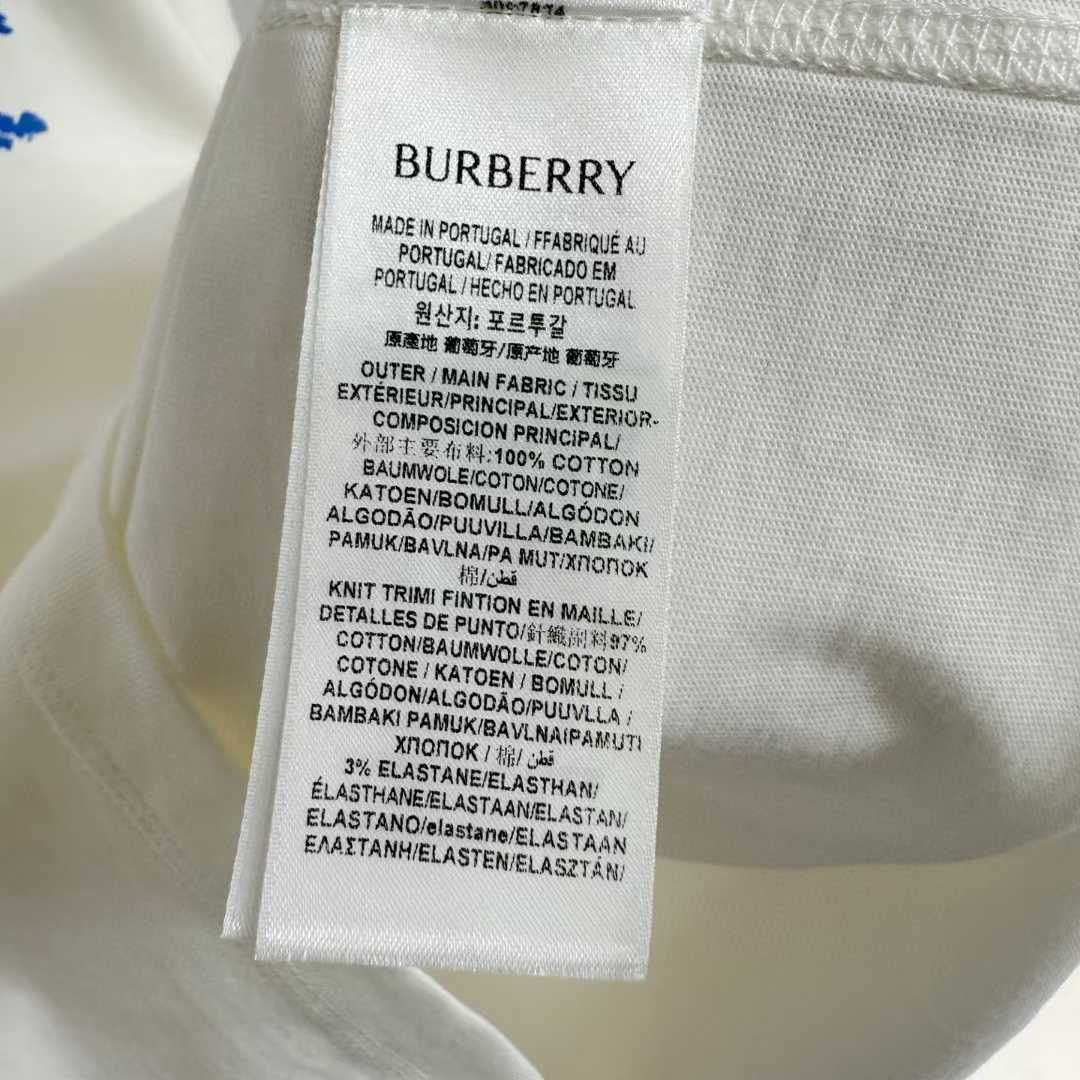 BURBERRY
MADE IN PORTUGAL / FFABRIQUÉ AU
PORTUGAL/ FABRICADO EM
PORTUGAL / HECHO EN PORTUGAL
원산지: 포르투갈
原產地 葡萄牙/原产地 葡萄牙
OUTER / MAIN FABRIC / TISSU
EXTÉRIEUR/PRINCIPAL/EXTERIOR-
COMPOSICION PRINCIPAL/
外部主要布料:100% COTTON
BAUMWOLE/COTON/COTONE/
KATOEN/BOMULL/ALGÓDON
ALGODÃO/PUUVILLA/BAMBAKI/
PAMUK/BAVLNA/PA MUT/ХПОПОК
棉/قطن
KNIT TRIMI FINTION EN MAILLE/
DETALLES DE PUNTO/針織副料97%
COTTON/BAUMWOLLE/COTON/
COTONE / KATOEN / BOMULL /
ALGÓDON/ALGODÃO/PUUVLLA /
BAMBAKI PAMUK/BAVLNAIPAMUTI
ХПОПОК / 棉/ قطن
3% ELASTANE/ELASTHAN/
ÉLASTHANE/ELASTAAN/ELASTAN/
ELASTANO/elastane/ELASTAAN
ΕΛΑΣΤΑΝΗ/ELASTEN/ELASZTÁN/